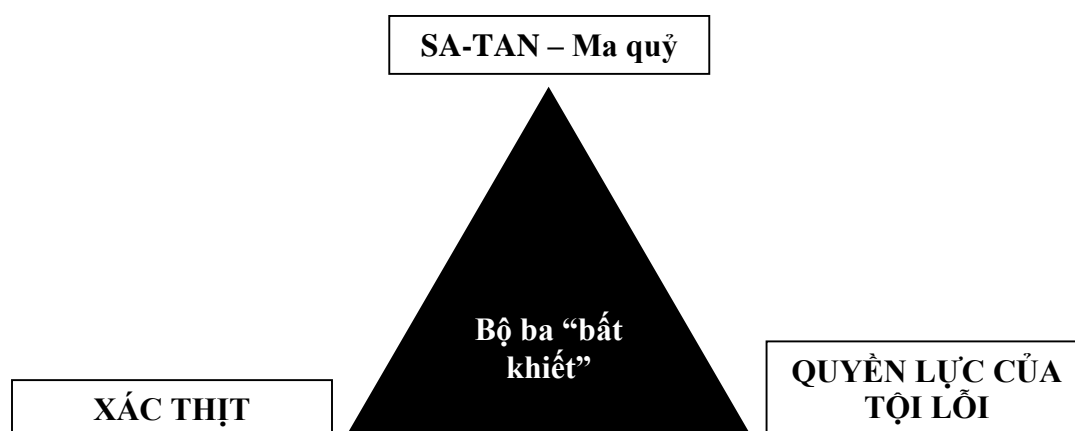 SA-TAN – Ma quỷ
Bộ ba “bất
khiết”
XÁC THỊT
QUYỀN LỰC CỦA
TỘI LỖI